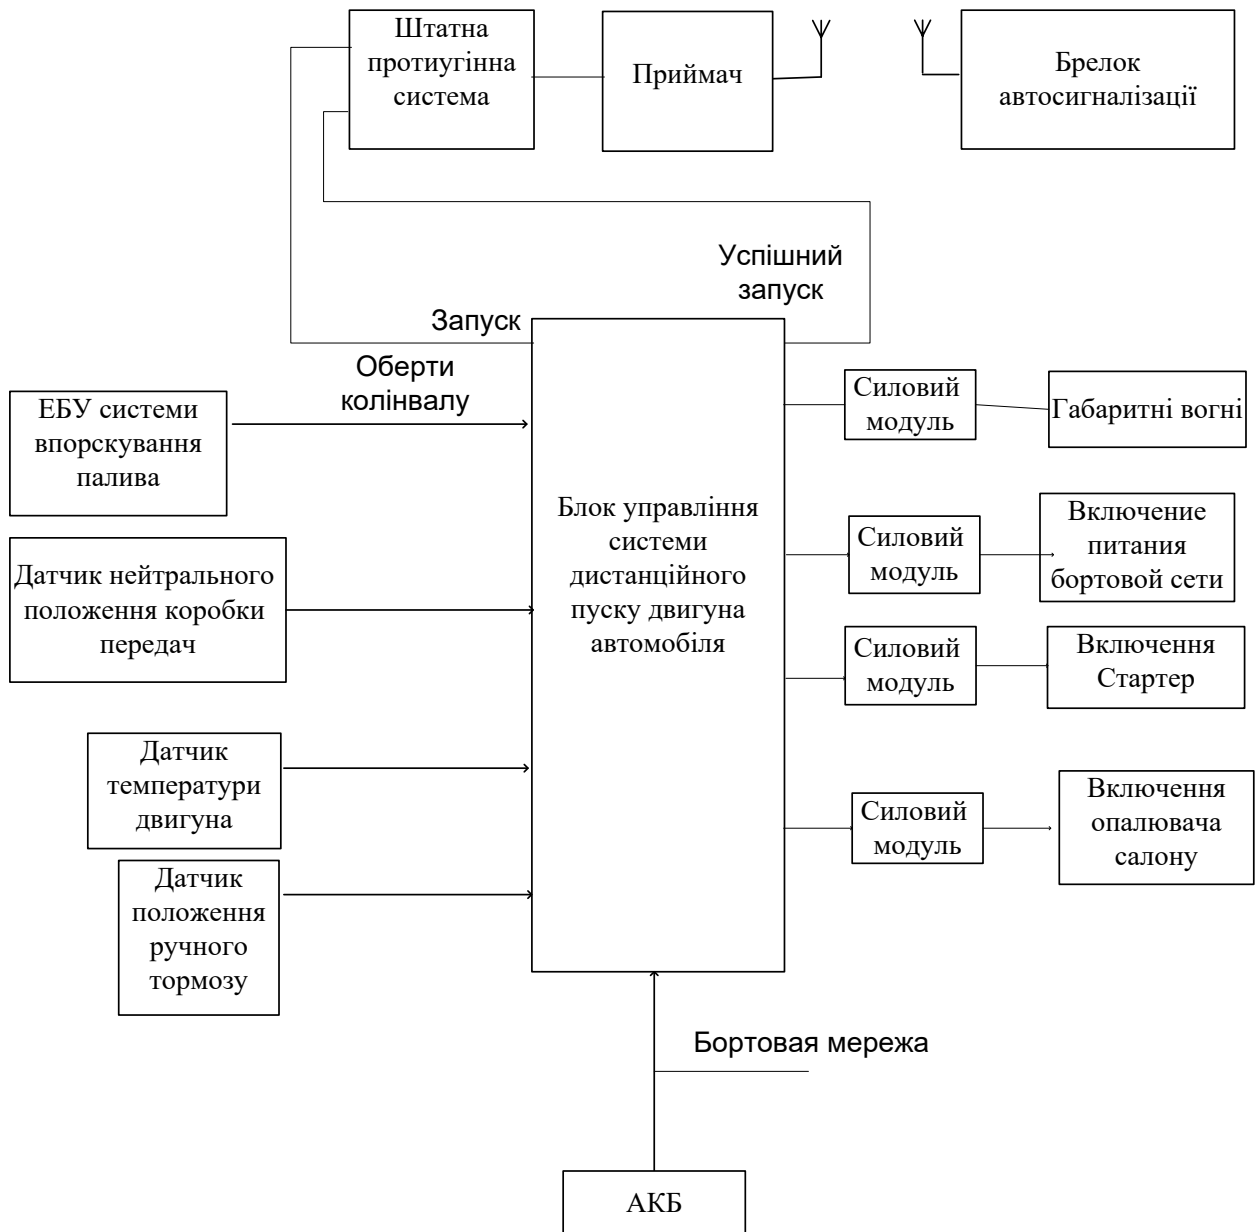 Штатна
протиугінна
система
Приймач
Брелок
автосигналізації
Успішний
запуск
Запуск
Оберти
колінвалу
ЕБУ системи
впорскування
палива
Датчик нейтрального
положення коробки
передач
Датчик
температури
двигуна
Датчик
положення
ручного
тормозу
Блок управління
системи
дистанційного
пуску двигуна
автомобіля
Силовий
модуль
Габаритні вогні
Силовий
модуль
Включение
питания
бортовой сети
Силовий
модуль
Включення
Стартер
Силовий
модуль
Включення
опалювача
салону
Бортовая мережа
АКБ